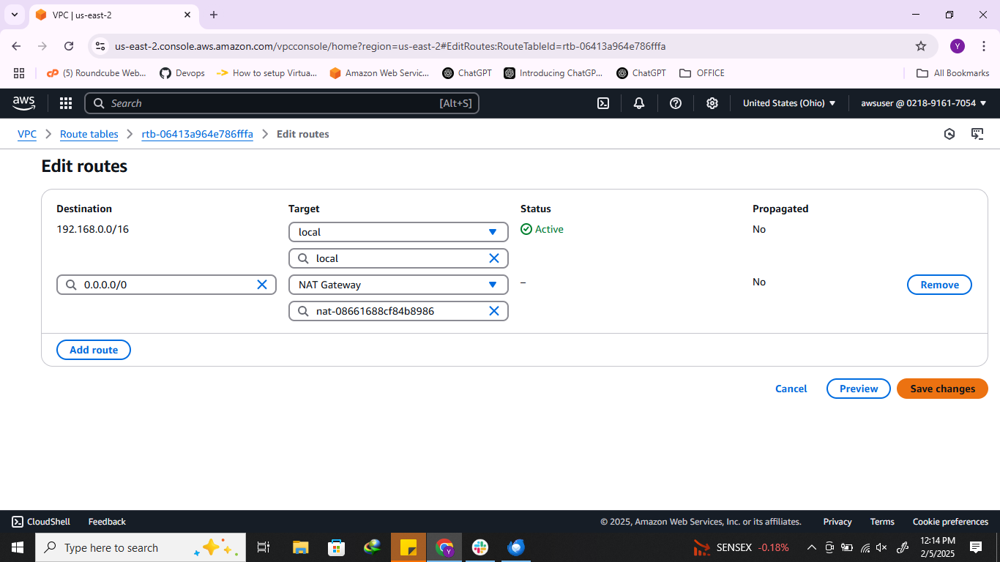 VPC | us-east-2
us-east-2.console.aws.amazon.com/vpcconsole/home?region=us-east-2#EditRoutes:RouteTableId=rtb-06413a964e786fffa
Y
(5) Roundcube Web...
Devops
How to setup Virtua...
Amazon Web Servic...
ChatGPT
Introducing ChatGP...
ChatGPT
OFFICE
All Bookmarks
aws
Search
[Alt+S]
United States (Ohio)
awsuser @ 0218-9161-7054
VPC
Route tables
rtb-06413a964e786fffa
Edit routes
Edit routes
Destination
Target
Status
Propagated
192.168.0.0/16
local
Active
No
local
0.0.0.0/0
NAT Gateway
–
No
Remove
nat-08661688cf84b8986
Add route
Cancel
Preview
Save changes
CloudShell
Feedback
© 2025, Amazon Web Services, Inc. or its affiliates.
Privacy
Terms
Cookie preferences
Type here to search
Y
SENSEX -0.18%
12:14 PM
2/5/2025